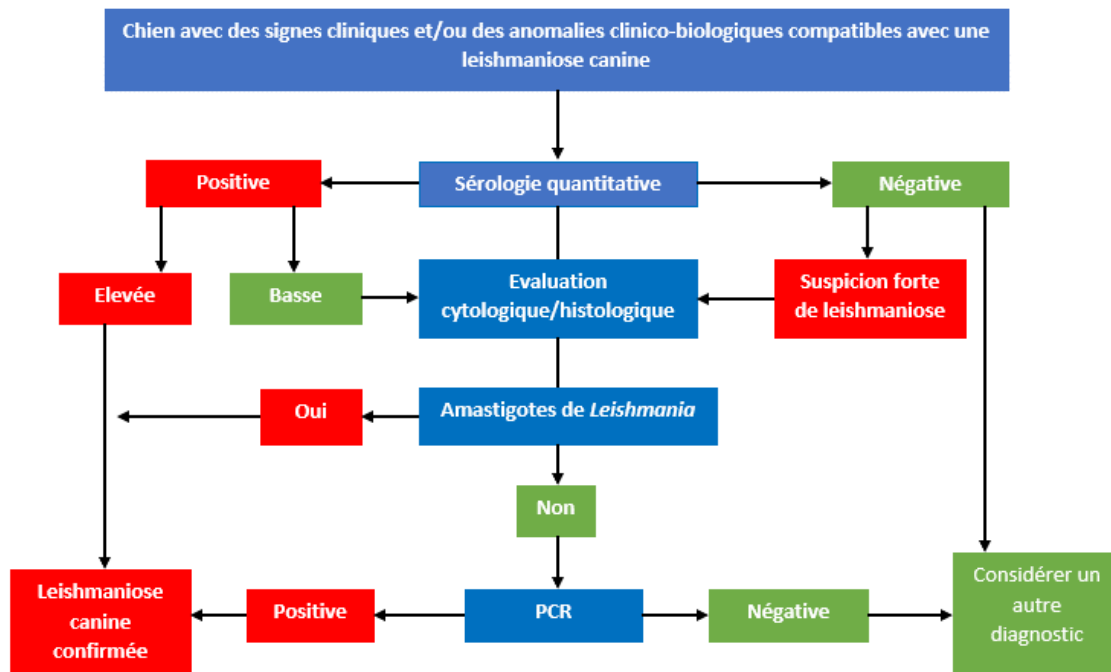 Chien avec des signes cliniques et/ou des anomalies clinico-biologiques compatibles avec une
leishmaniose canine
Positive
Sérologie quantitative
Négative
Elevée
Basse
Evaluation
cytologique/histologique
Suspicion forte
de leishmaniose
Oui
Amastigotes de Leishmania
Non
Leishmaniose
canine
confirmée
Positive
PCR
Négative
Considérer un
autre
diagnostic